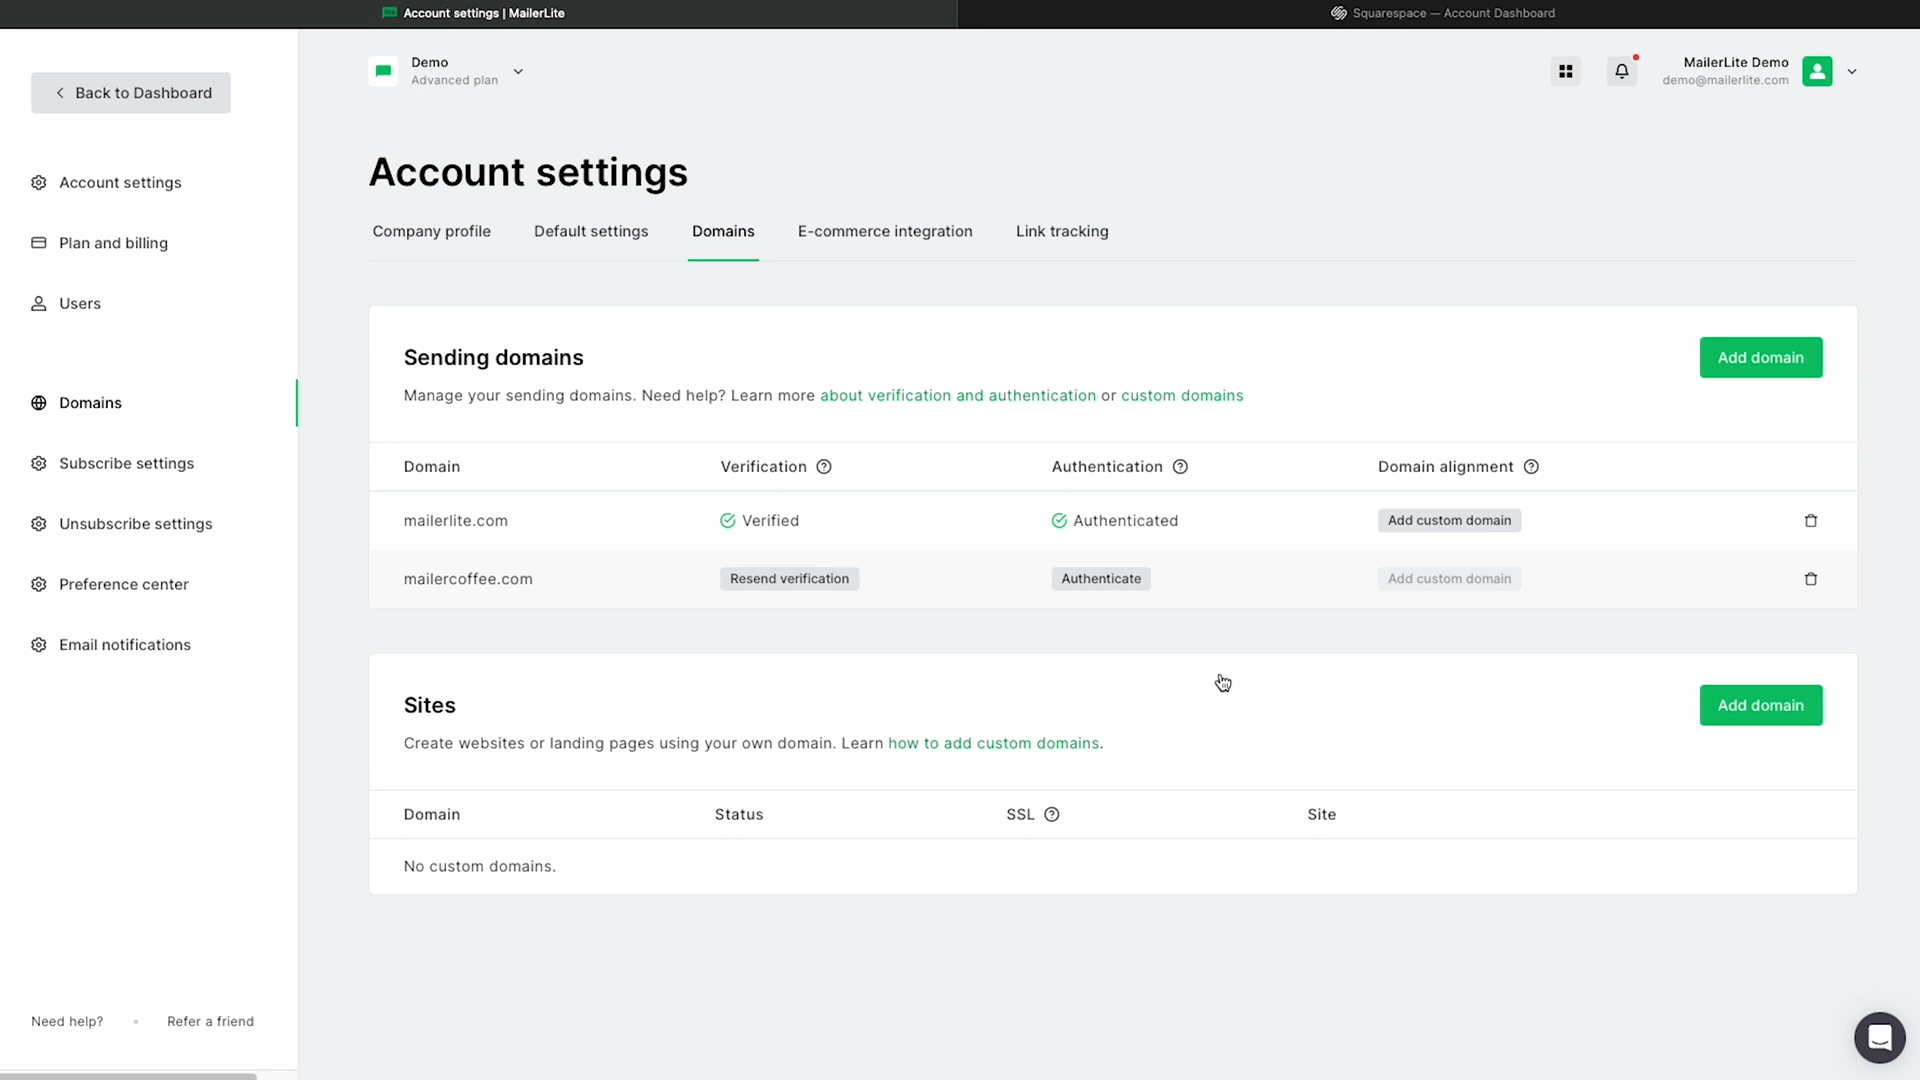 Account settings | MailerLite
Squarespace — Account Dashboard
Back to Dashboard
Account settings
Plan and billing
Users
Domains
Subscribe settings
Unsubscribe settings
Preference center
Email notifications
Need help?
Refer a friend
Demo
Advanced plan
MailerLite Demo
demo@mailerlite.com
Account settings
Company profile Default settings Domains E-commerce integration Link tracking
Sending domains
Add domain
Manage your sending domains. Need help? Learn more about verification and authentication or custom domains
Domain Verification Authentication Domain alignment
mailerlite.com Verified Authenticated Add custom domain
mailercoffee.com Resend verification Authenticate Add custom domain
Sites
Add domain
Create websites or landing pages using your own domain. Learn how to add custom domains.
Domain Status SSL Site
No custom domains.